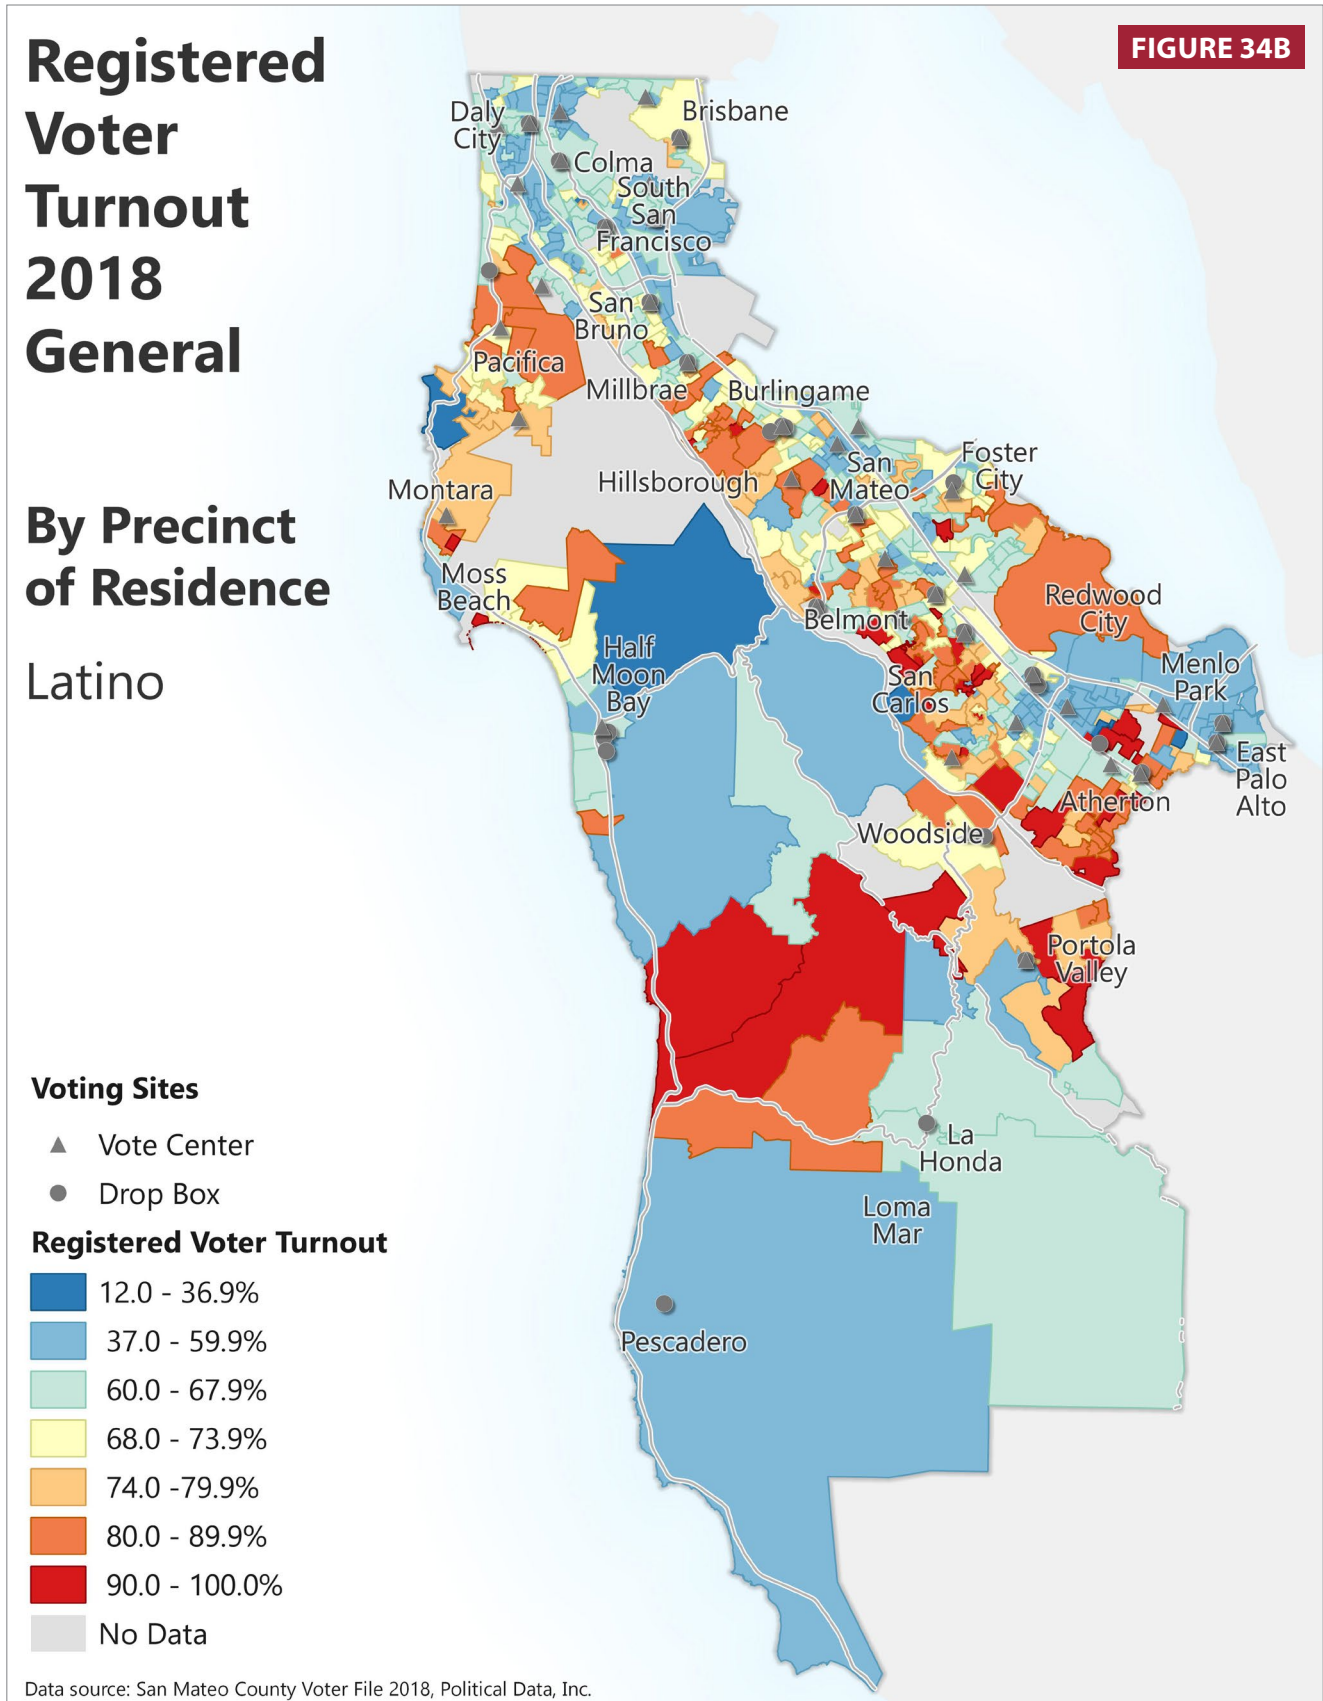 Registered
Voter
Turnout
2018
General
By Precinct
of Residence
Latino
FIGURE 34B
Daly
City
Brisbane
Colma
South
San
Francisco
San
Bruno
Pacifica
Millbrae
Burlingame
Montara
Hillsborough
San
Mateo
Foster
City
Moss
Beach
Belmont
Redwood
City
Half
Moon
Bay
San
Carlos
Menlo
Park
East
Palo
Alto
Atherton
Woodside
Portola
Valley
La
Honda
Loma
Mar
Pescadero
Voting Sites
Vote Center
Drop Box
Registered Voter Turnout
12.0 - 36.9%
37.0 - 59.9%
60.0 - 67.9%
68.0 - 73.9%
74.0 -79.9%
80.0 - 89.9%
90.0 - 100.0%
No Data
Data source: San Mateo County Voter File 2018, Political Data, Inc.